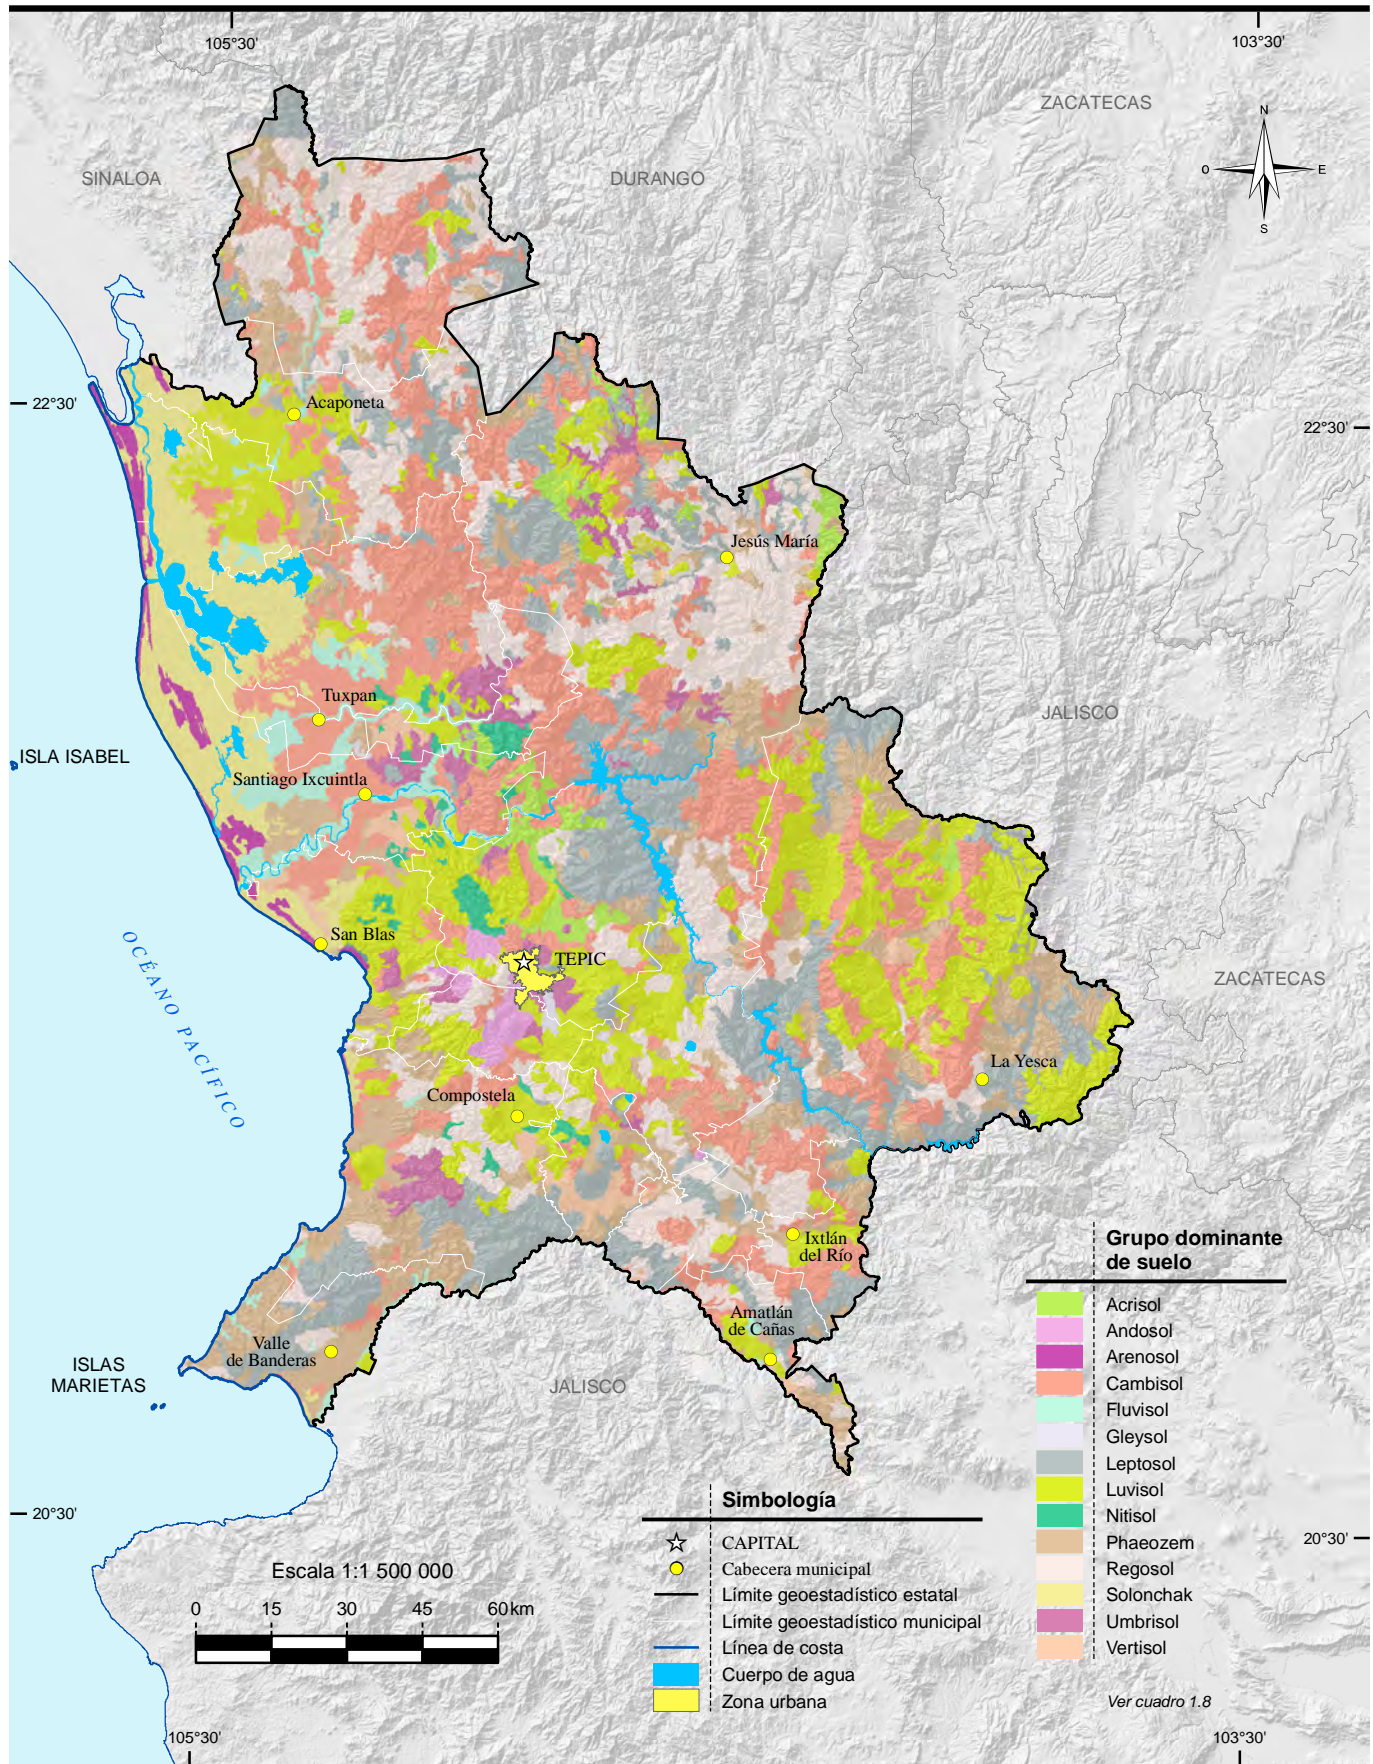 105°30'
103°30'
ZACATECAS
N
O
E
S
SINALOA
DURANGO
22°30'
Acaponeta
22°30'
Jesús María
Tuxpan
JALISCO
ISLA ISABEL
Santiago Ixcuintla
San Blas
OCÉANO PACÍFICO
TEPIC
ZACATECAS
La Yesca
Compostela
Ixtlán
del Río
Amatlán
de Cañas
Valle
de Banderas
ISLAS
MARIETAS
JALISCO
Grupo dominante
de suelo
Acrisol
Andosol
Arenosol
Cambisol
Fluvisol
Gleysol
Leptosol
Luvisol
Nitisol
Phaeozem
Regosol
Solonchak
Umbrisol
Vertisol
Ver cuadro 1.8
20°30'
20°30'
Simbología
CAPITAL
Cabecera municipal
Límite geoestadístico estatal
Límite geoestadístico municipal
Línea de costa
Cuerpo de agua
Zona urbana
Escala 1:1 500 000
0 15 30 45 60 km
105°30'
103°30'